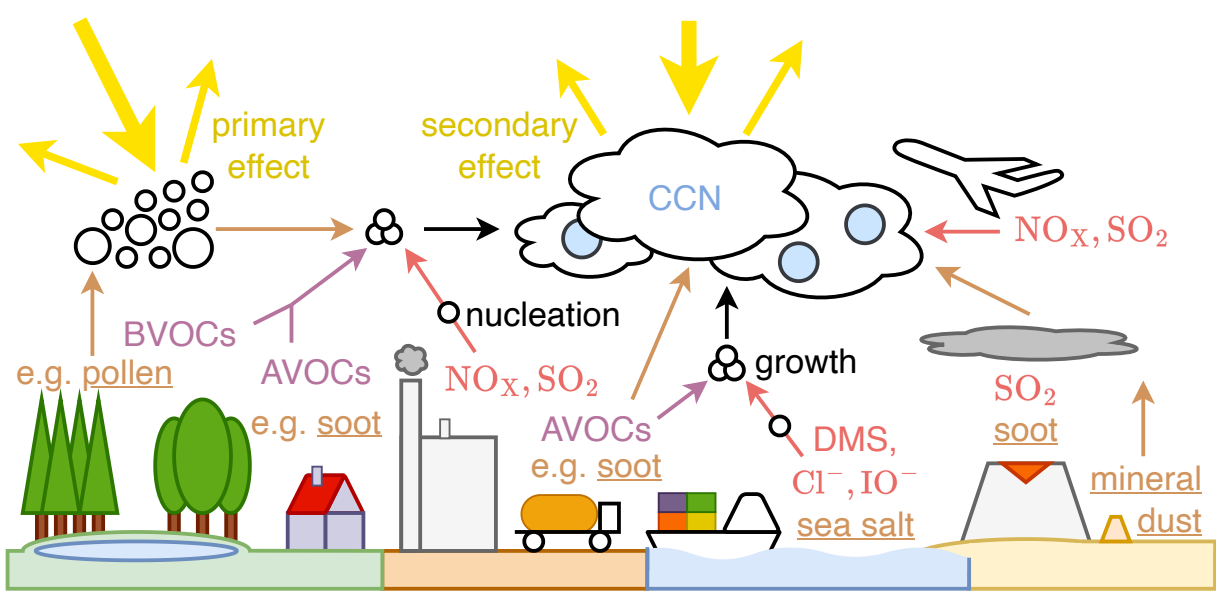 primary
effect
secondary
effect
CCN
NOₓ, SO₂
nucleation
BVOCs
AVOCs
e.g. pollen
NOₓ, SO₂
growth
e.g. soot
AVOCs
e.g. soot
DMS,
Cl⁻, IO⁻
sea salt
SO₂
soot
mineral
dust